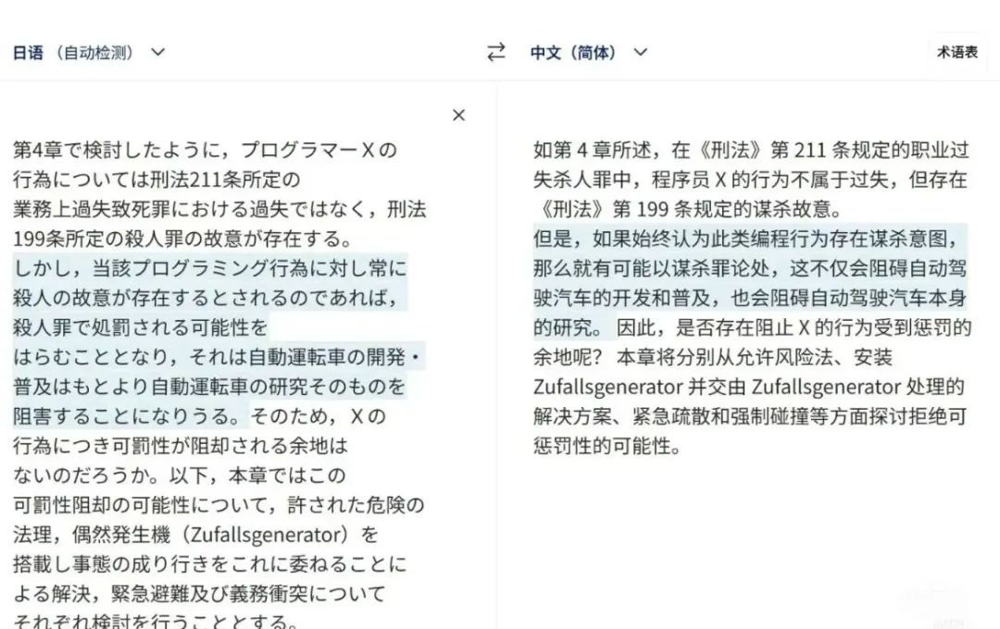 日语（自动检测）
中文（简体）
术语表
第4章で検討したように，プログラマーXの
行為については刑法211条所定の
業務上過失致死罪における過失ではなく，刑法
199条所定の殺人罪の故意が存在する。
しかし，当該プログラミング行為に対し常に
殺人の故意が存在するとされるのであれば，
殺人罪で処罰される可能性を
はらむこととなり，それは自動運転車の開発・
普及はもとより自動運転車の研究そのものを
阻害することになりうる。そのため，Xの
行為につき可罰性が阻却される余地は
ないのだろうか。以下，本章ではこの
可罰性阻却の可能性について，許された危険の
法理，偶然発生機（Zufallsgenerator）を
搭載し事態の成り行きをこれに委ねることに
よる解決，緊急避難及び義務衝突について
それぞれ検討を行うこととする。
如第 4 章所述，在《刑法》第 211 条规定的职业过
失杀人罪中，程序员 X 的行为不属于过失，但存在
《刑法》第 199 条规定的谋杀故意。
但是，如果始终认为此类编程行为存在谋杀意图，
那么就有可能以谋杀罪论处，这不仅会阻碍自动驾
驶汽车的开发和普及，也会阻碍自动驾驶汽车本身
的研究。 因此，是否存在阻止 X 的行为受到惩罚的
余地呢？ 本章将分别从允许风险法、安装
Zufallsgenerator 并交由 Zufallsgenerator 处理的
解决方案、紧急疏散和强制碰撞等方面探讨拒绝可
惩罚性的可能性。